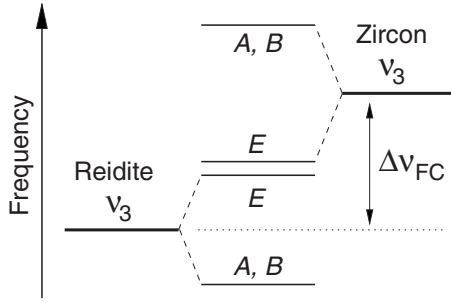 A, B
Zircon
ν3
E
Reidite
ν3
E
ΔνFC
A, B
Frequency